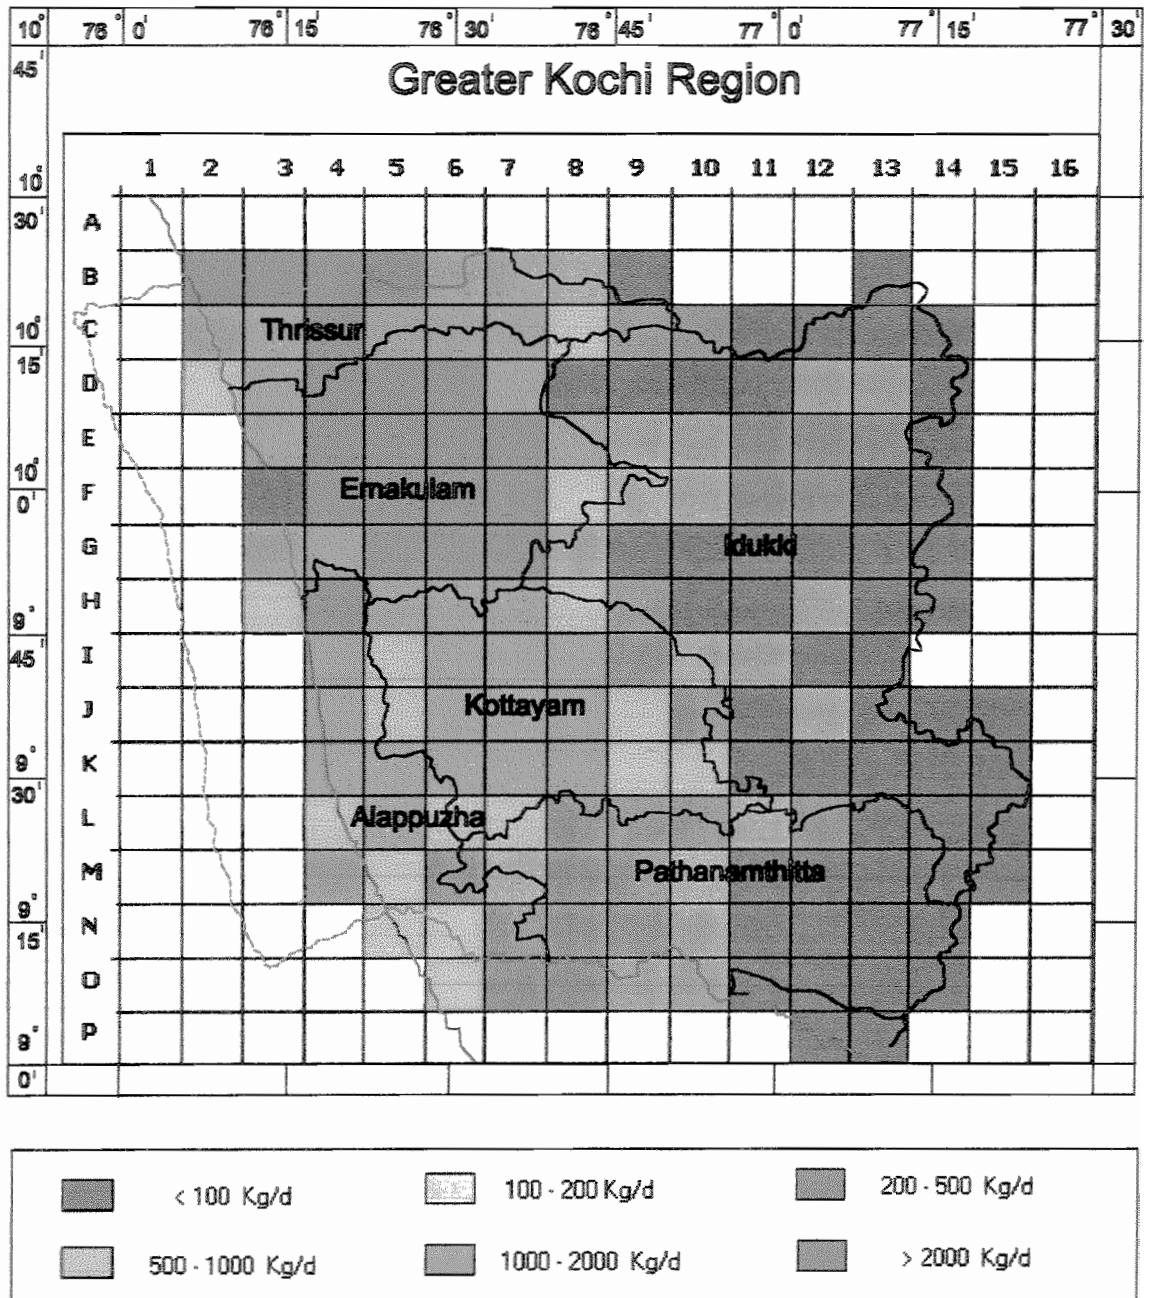 10° 76° 0' 76° 15' 76° 30' 76° 45' 77° 0' 77° 15' 77° 30'
45'
Greater Kochi Region
1 2 3 4 5 6 7 8 9 10 11 12 13 14 15 16
10°
30'
A
B
C
10°
Thrissur
15'
D
E
10°
0'
F
Ernakulam
G
Idukki
H
9°
45'
I
J
Kottayam
K
9°
30'
L
Alappuzha
M
Pathanamthitta
9°
15'
N
O
P
9°
0'
< 100 Kg/d 100 - 200 Kg/d 200 - 500 Kg/d
500 - 1000 Kg/d 1000 - 2000 Kg/d > 2000 Kg/d